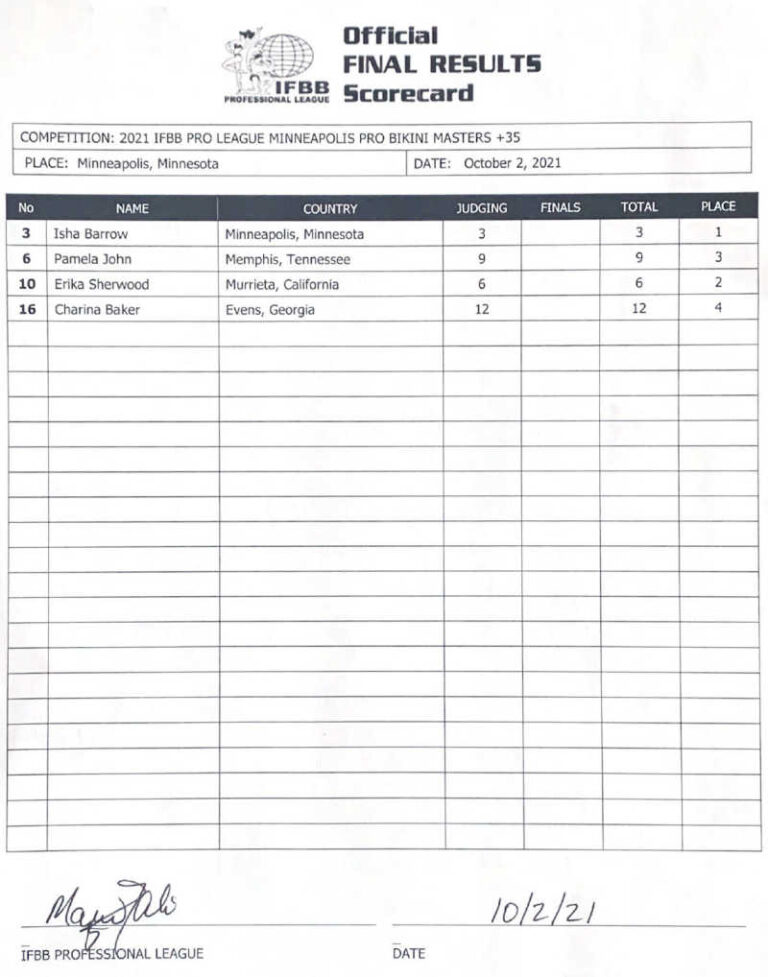 Official
FINAL RESULTS
Scorecard
IFBB
PROFESSIONAL LEAGUE
COMPETITION: 2021 IFBB PRO LEAGUE MINNEAPOLIS PRO BIKINI MASTERS +35
PLACE: Minneapolis, Minnesota DATE: October 2, 2021
No NAME COUNTRY JUDGING FINALS TOTAL PLACE
3 Isha Barrow Minneapolis, Minnesota 3 3 1
6 Pamela John Memphis, Tennessee 9 9 3
10 Erika Sherwood Murrieta, California 6 6 2
16 Charina Baker Evens, Georgia 12 12 4
10/2/21
IFBB PROFESSIONAL LEAGUE DATE